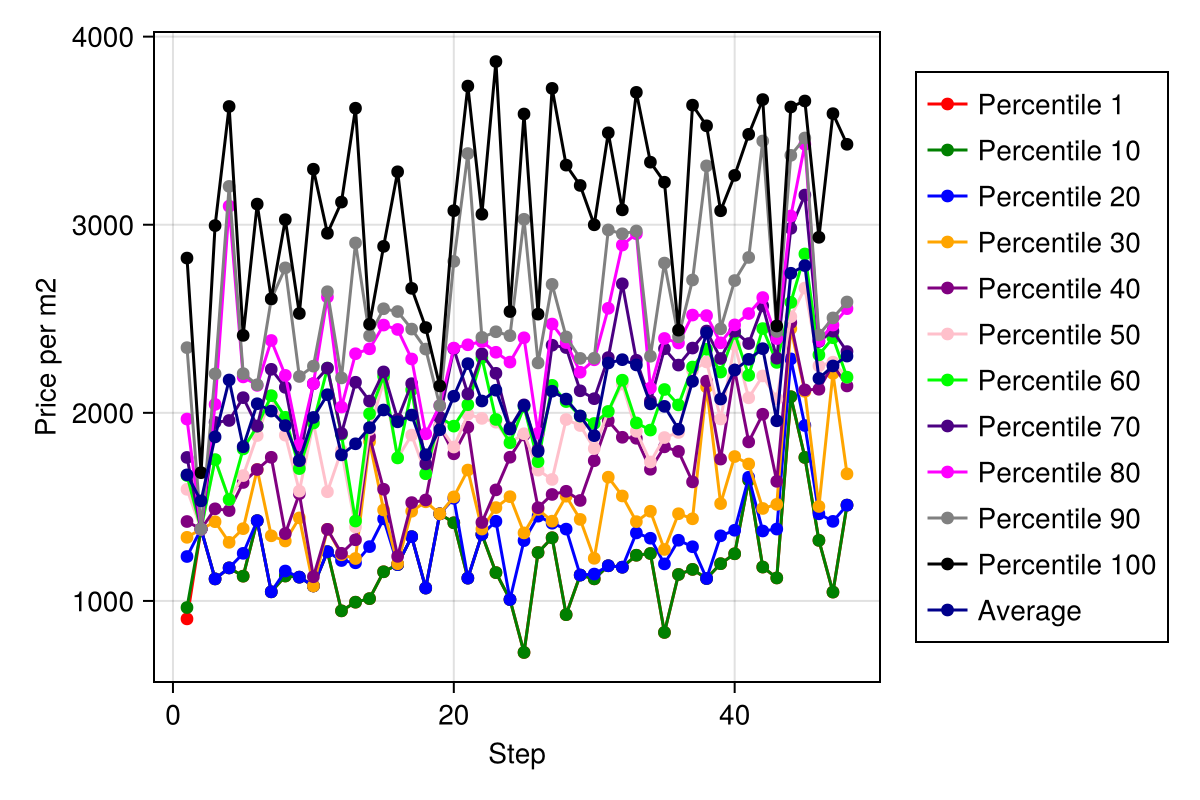 4000
3000
2000
1000
Price per m2
0
20
40
Step
Percentile 1
Percentile 10
Percentile 20
Percentile 30
Percentile 40
Percentile 50
Percentile 60
Percentile 70
Percentile 80
Percentile 90
Percentile 100
Average